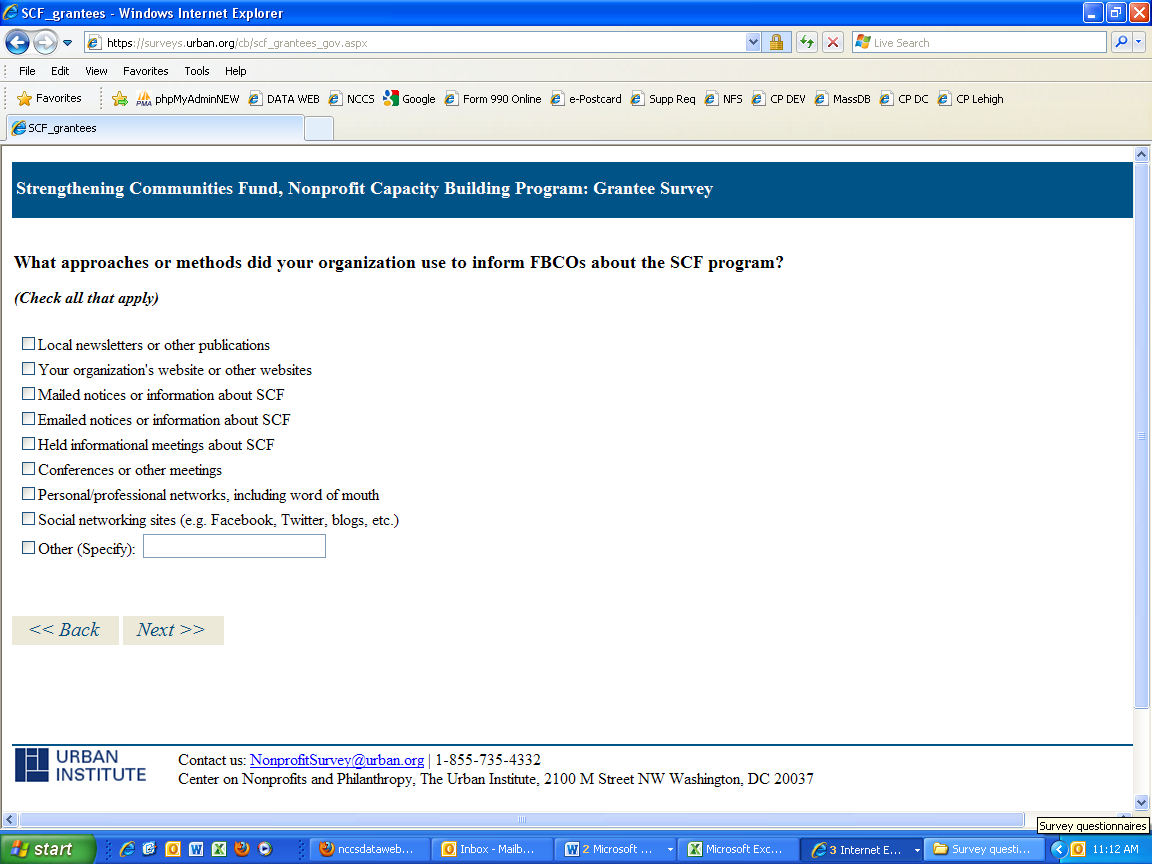 SCF_grantees - Windows Internet Explorer
https://surveys.urban.org/cb/scf_grantees_gov.aspx
Live Search
File Edit View Favorites Tools Help
Favorites phpMyAdminNEW DATA WEB NCCS Google Form 990 Online e-Postcard Supp Req NFS CP DEV MassDB CP DC CP Lehigh
SCF_grantees
Strengthening Communities Fund, Nonprofit Capacity Building Program: Grantee Survey
What approaches or methods did your organization use to inform FBCOs about the SCF program?
(Check all that apply)
Local newsletters or other publications
Your organization's website or other websites
Mailed notices or information about SCF
Emailed notices or information about SCF
Held informational meetings about SCF
Conferences or other meetings
Personal/professional networks, including word of mouth
Social networking sites (e.g. Facebook, Twitter, blogs, etc.)
Other (Specify):
<< Back Next >>
URBAN INSTITUTE
Contact us: NonprofitSurvey@urban.org | 1-855-735-4332
Center on Nonprofits and Philanthropy, The Urban Institute, 2100 M Street NW Washington, DC 20037
Survey questionnaires
start nccsdataweb... Inbox - Mailb... 2 Microsoft ... Microsoft Exc... 3 Internet E... Survey questi... 11:12 AM